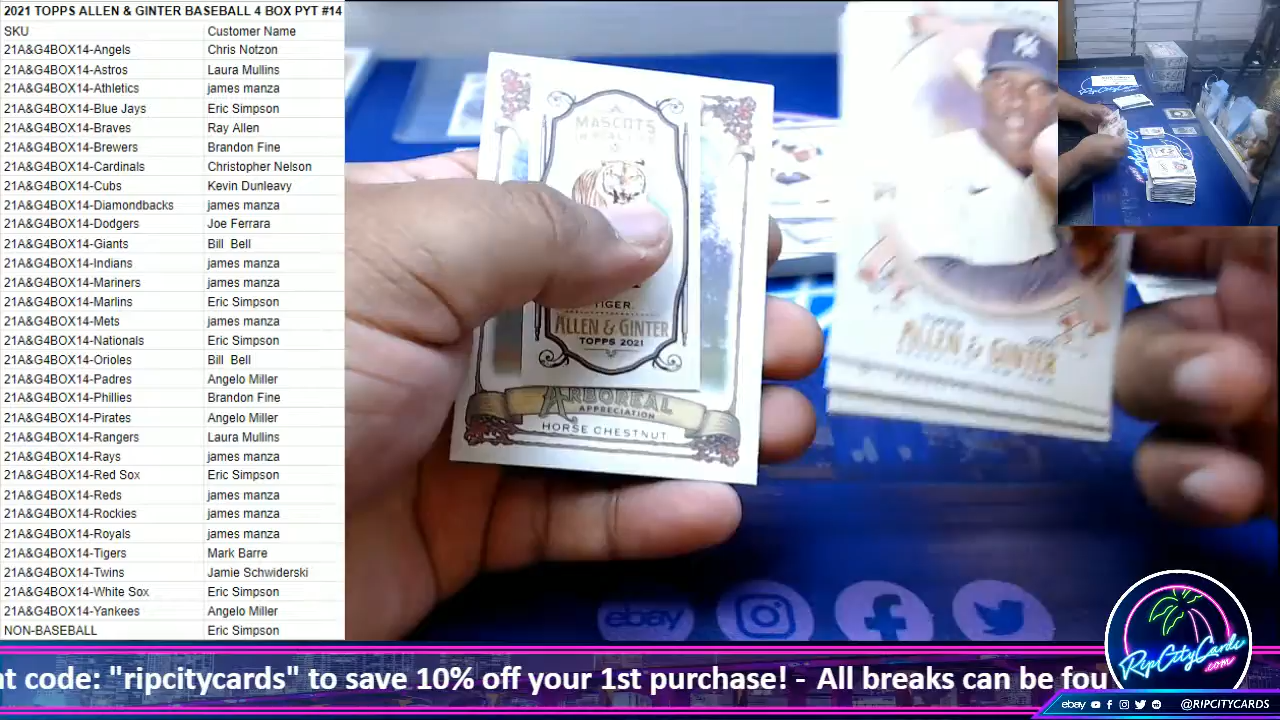 2021 TOPPS ALLEN & GINTER BASEBALL 4 BOX PYT #14
SKU Customer Name
21A&G4BOX14-Angels Chris Notzon
21A&G4BOX14-Astros Laura Mullins
21A&G4BOX14-Athletics james manza
21A&G4BOX14-Blue Jays Eric Simpson
21A&G4BOX14-Braves Ray Allen
21A&G4BOX14-Brewers Brandon Fine
21A&G4BOX14-Cardinals Christopher Nelson
21A&G4BOX14-Cubs Kevin Dunleavy
21A&G4BOX14-Diamondbacks james manza
21A&G4BOX14-Dodgers Joe Ferrara
21A&G4BOX14-Giants Bill Bell
21A&G4BOX14-Indians james manza
21A&G4BOX14-Mariners james manza
21A&G4BOX14-Marlins Eric Simpson
21A&G4BOX14-Mets james manza
21A&G4BOX14-Nationals Eric Simpson
21A&G4BOX14-Orioles Bill Bell
21A&G4BOX14-Padres Angelo Miller
21A&G4BOX14-Phillies Brandon Fine
21A&G4BOX14-Pirates Angelo Miller
21A&G4BOX14-Rangers Laura Mullins
21A&G4BOX14-Rays james manza
21A&G4BOX14-Red Sox Eric Simpson
21A&G4BOX14-Reds james manza
21A&G4BOX14-Rockies james manza
21A&G4BOX14-Royals james manza
21A&G4BOX14-Tigers Mark Barre
21A&G4BOX14-Twins Jamie Schwiderski
21A&G4BOX14-White Sox Eric Simpson
21A&G4BOX14-Yankees Angelo Miller
NON-BASEBALL Eric Simpson
MASCOTS
TIGER.
ALLEN & GINTER
TOPPS 2021
ARBOREAL
APPRECIATION
HORSE CHESTNUT
ALLEN & GINTER
ebay
t code: "ripcitycards" to save 10% off your 1st purchase! - All breaks can be fou
RipCityCards
.com
ebay @RIPCITYCARDS